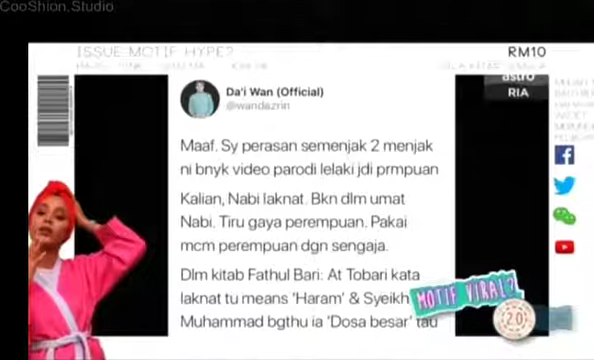 CooShion.Studio
ISSUE MOTIF HYPE?
RM10
astro
RIA
Da'i Wan (Official)
@wandazrin
Maaf. Sy perasan semenjak 2 menjak
ni bnyk video parodi lelaki jdi prmpuan
Kalian, Nabi laknat. Bkn dlm umat
Nabi. Tiru gaya perempuan. Pakai
mcm perempuan dgn sengaja.
Dlm kitab Fathul Bari: At Tobari kata
laknat tu means 'Haram' & Syeikh
Muhammad bgthu ia 'Dosa besar' tau
MOTIF VIRAL?
2.0